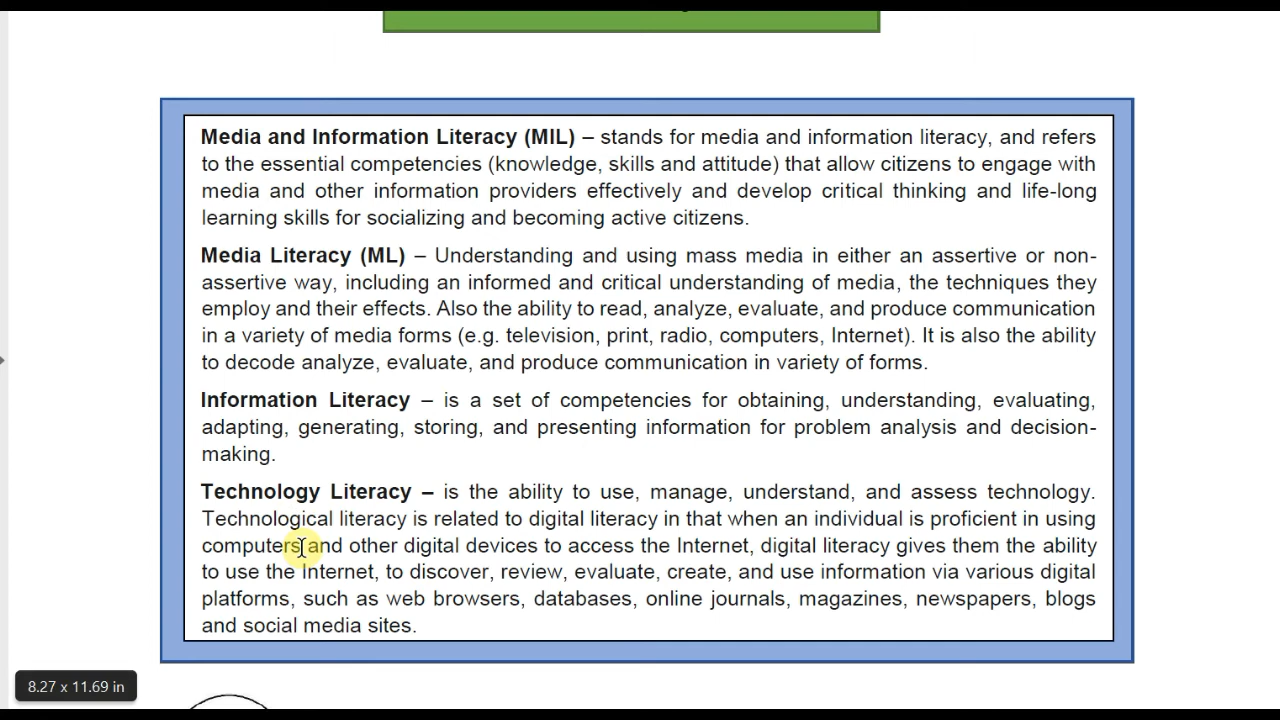 Media and Information Literacy (MIL) – stands for media and information literacy, and refers
to the essential competencies (knowledge, skills and attitude) that allow citizens to engage with
media and other information providers effectively and develop critical thinking and life-long
learning skills for socializing and becoming active citizens.
Media Literacy (ML) – Understanding and using mass media in either an assertive or non-
assertive way, including an informed and critical understanding of media, the techniques they
employ and their effects. Also the ability to read, analyze, evaluate, and produce communication
in a variety of media forms (e.g. television, print, radio, computers, Internet). It is also the ability
to decode analyze, evaluate, and produce communication in variety of forms.
Information Literacy – is a set of competencies for obtaining, understanding, evaluating,
adapting, generating, storing, and presenting information for problem analysis and decision-
making.
Technology Literacy – is the ability to use, manage, understand, and assess technology.
Technological literacy is related to digital literacy in that when an individual is proficient in using
computers and other digital devices to access the Internet, digital literacy gives them the ability
to use the Internet, to discover, review, evaluate, create, and use information via various digital
platforms, such as web browsers, databases, online journals, magazines, newspapers, blogs
and social media sites.
8.27 x 11.69 in